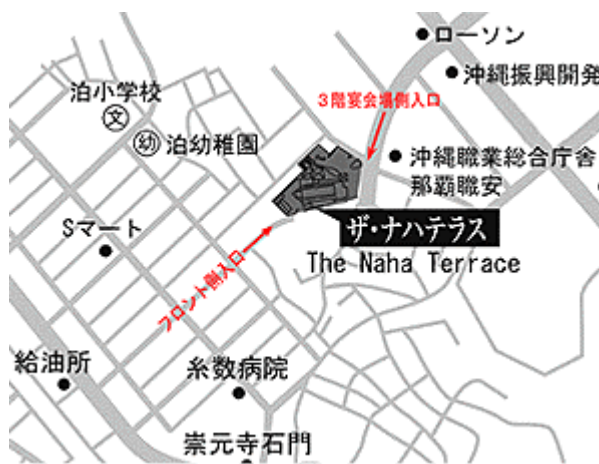 ローソン
沖縄振興開発
泊小学校
文
3階宴会場側入口
幼 泊幼稚園
沖縄職業総合庁舎
那覇職安
Sマート
ザ・ナハテラス
The Naha Terrace
フロント側入口
給油所
糸数病院
崇元寺石門